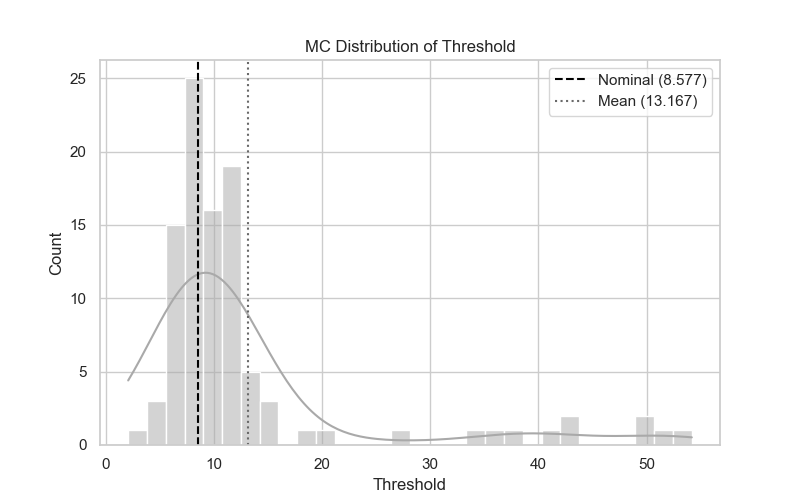 MC Distribution of Threshold
Nominal (8.577)
Mean (13.167)
25
20
15
10
5
0
Count
0 10 20 30 40 50
Threshold